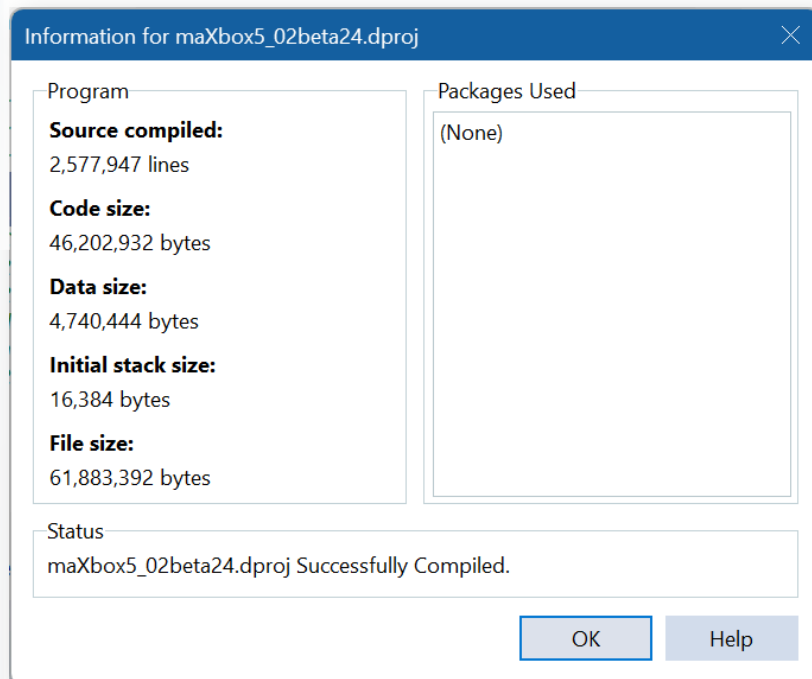 Information for maXbox5_02beta24.dproj
Program
Source compiled:
2,577,947 lines
Code size:
46,202,932 bytes
Data size:
4,740,444 bytes
Initial stack size:
16,384 bytes
File size:
61,883,392 bytes
Packages Used
(None)
Status
maXbox5_02beta24.dproj Successfully Compiled.
OK
Help